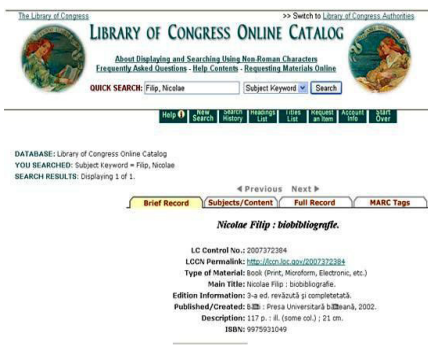 The Library of Congress >> Switch to Library of Congress Authorities
LIBRARY OF CONGRESS ONLINE CATALOG
About Displaying and Searching Using Non-Roman Characters
Frequently Asked Questions - Help Contents - Requesting Materials Online
QUICK SEARCH: Filip, Nicolae Subject Keyword Search
Help New Search Search History Headings List Titles List Request an Item Account Info Start Over
DATABASE: Library of Congress Online Catalog
YOU SEARCHED: Subject Keyword = Filip, Nicolae
SEARCH RESULTS: Displaying 1 of 1.
◄ Previous Next ►
Brief Record Subjects/Content Full Record MARC Tags
Nicolae Filip : biobibliografie.
LC Control No.: 2007372384
LCCN Permalink: http://lccn.loc.gov/2007372384
Type of Material: Book (Print, Microform, Electronic, etc.)
Main Title: Nicolae Filip : biobibliografie.
Edition Information: 3-a ed. revăzută şi completetată.
Published/Created: : Presa Universitară , 2002.
Description: 117 p. : ill. (some col.) ; 21 cm.
ISBN: 9975931049